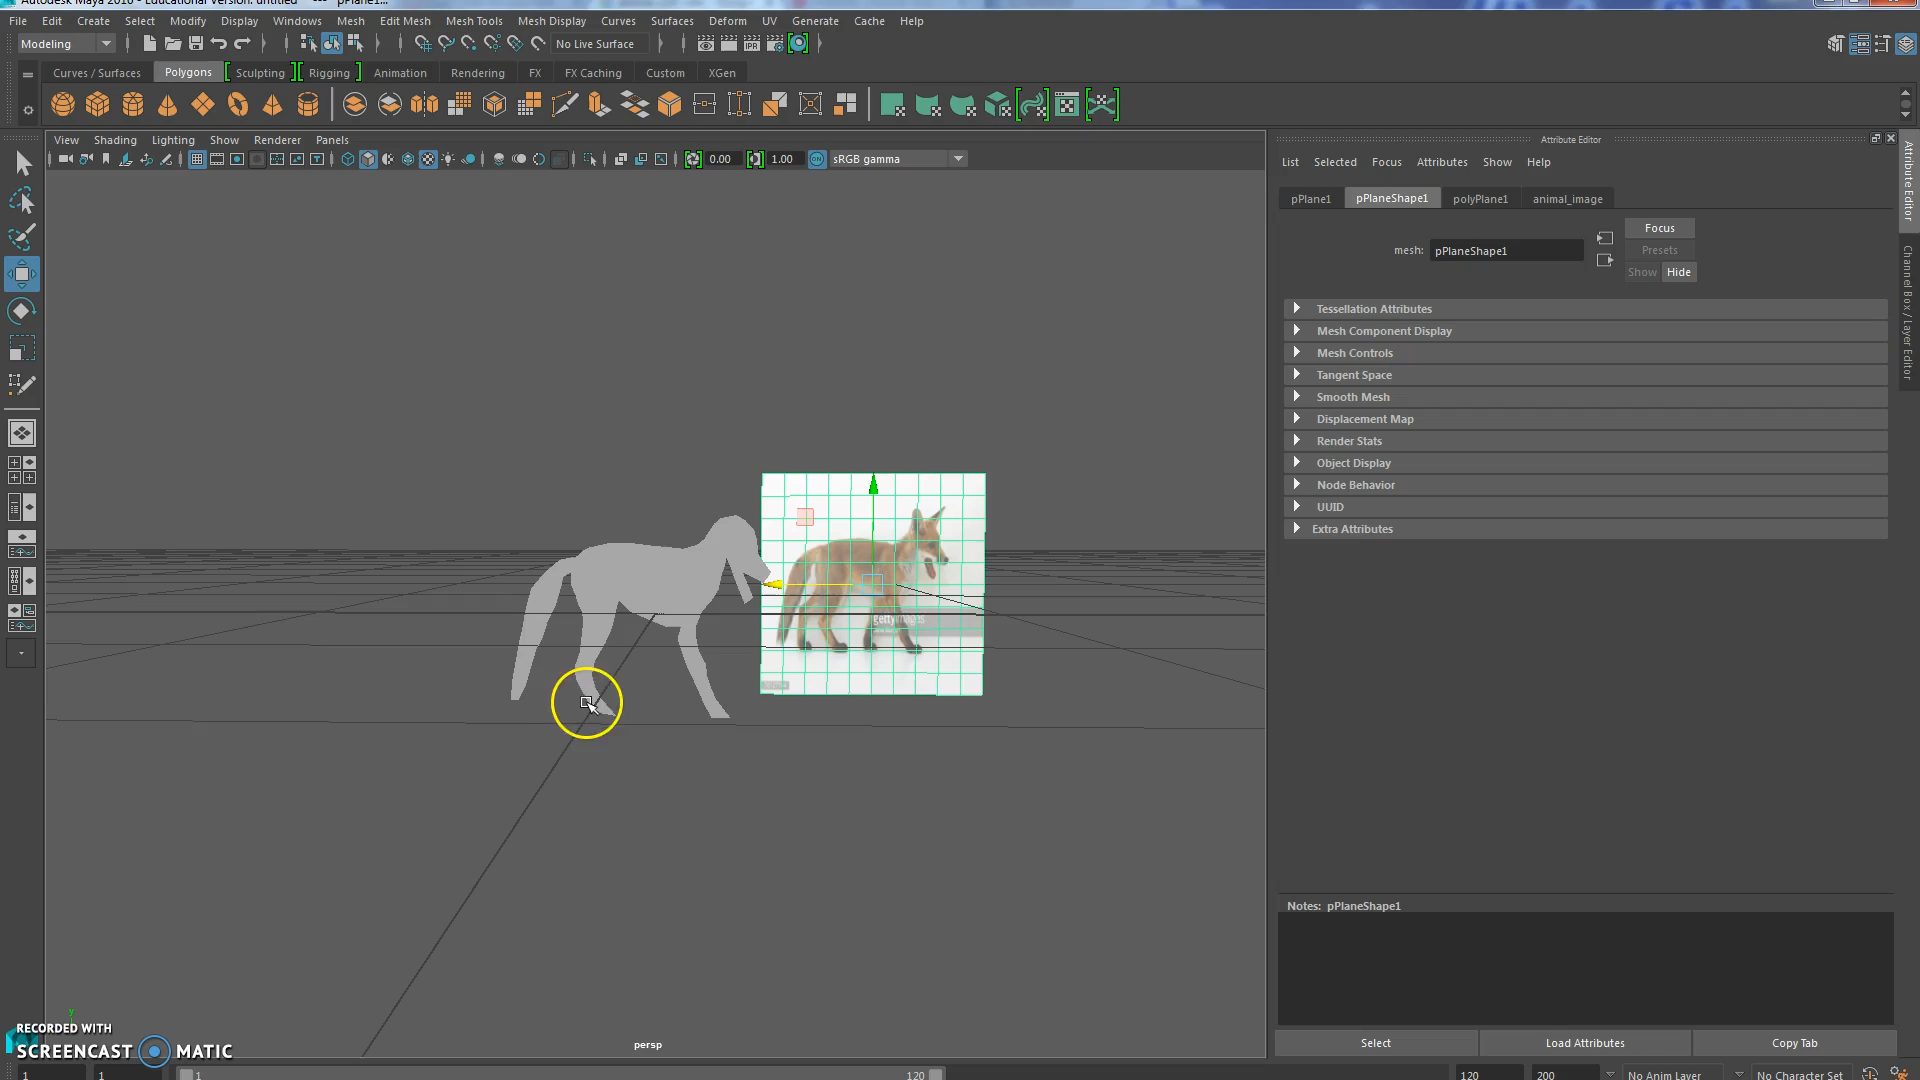 Autodesk Maya 2016 - Educational Version: untitled* --- pPlane1...
File Edit Create Select Modify Display Windows Mesh Edit Mesh Mesh Tools Mesh Display Curves Surfaces Deform UV Generate Cache Help
Modeling No Live Surface IPR
Curves / Surfaces Polygons Sculpting Rigging Animation Rendering FX FX Caching Custom XGen
View Shading Lighting Show Renderer Panels
0.00 1.00 ON sRGB gamma
Attribute Editor
List Selected Focus Attributes Show Help
pPlane1 pPlaneShape1 polyPlane1 animal_image
mesh: pPlaneShape1
Focus
Presets
Show Hide
Tessellation Attributes
Mesh Component Display
Mesh Controls
Tangent Space
Smooth Mesh
Displacement Map
Render Stats
Object Display
Node Behavior
UUID
Extra Attributes
Attribute Editor
Channel Box / Layer Editor
gettyimages
Notes: pPlaneShape1
Select Load Attributes Copy Tab
y
persp
RECORDED WITH
SCREENCAST MATIC
1 1 1 120 120 200 No Anim Layer No Character Set